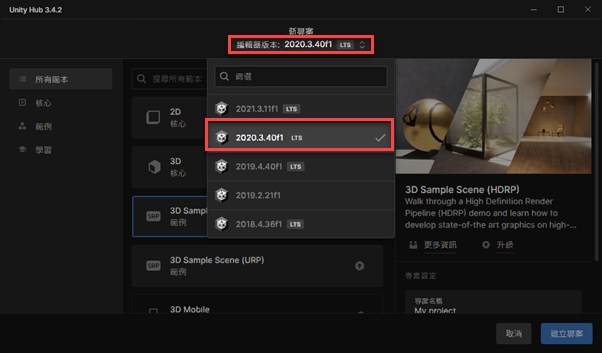 Unity Hub 3.4.2
新專案
編輯器版本: 2020.3.40f1 LTS
所有範本
核心
範例
學習
搜尋所有範本
2D
核心
3D
核心
SRP
3D Sampl
範例
SRP
3D Sample Scene (URP)
範例
3D Mobile
篩選
2021.3.11f1 LTS
2020.3.40f1 LTS
2019.4.40f1 LTS
2019.2.21f1
2018.4.36f1 LTS
3D Sample Scene (HDRP)
Walk through a High Definition Render
Pipeline (HDRP) demo and learn how to
develop state-of-the art graphics on high-...
更多資訊
升級
專案設定
專案名稱
My project
取消
建立專案